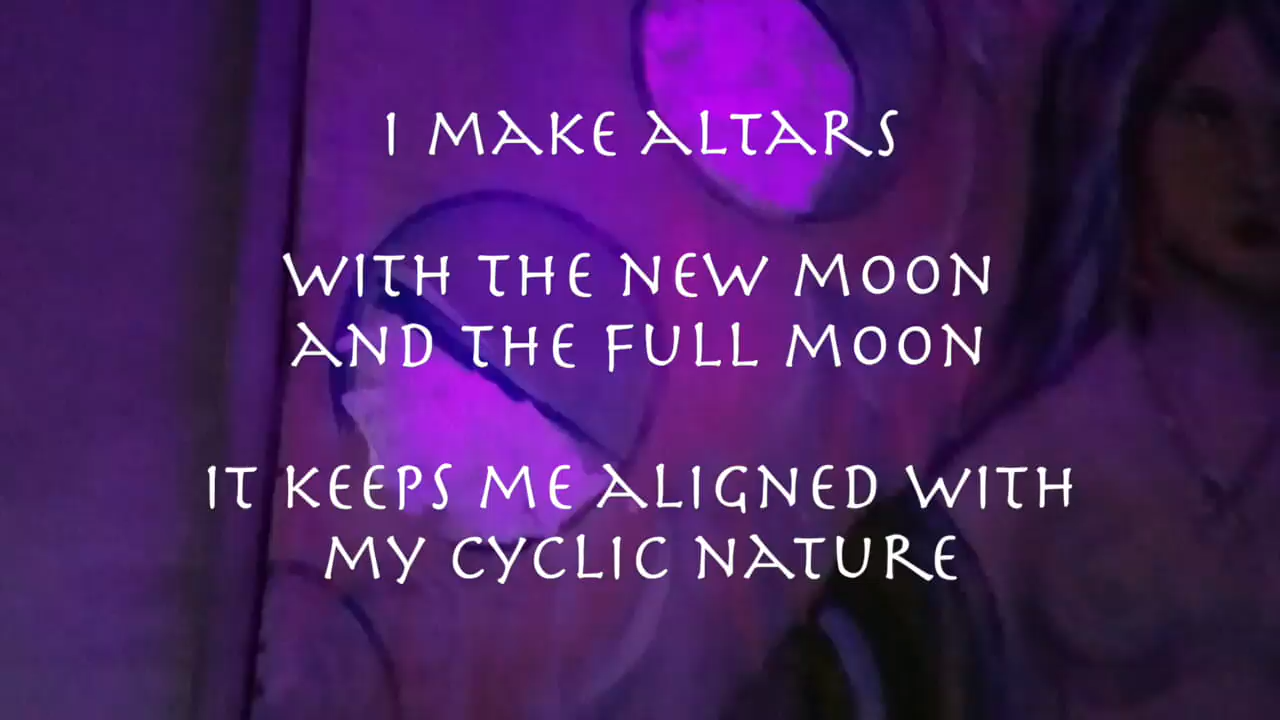 I MAKE ALTARS
WITH THE NEW MOON
AND THE FULL MOON
IT KEEPS ME ALIGNED WITH
MY CYCLIC NATURE